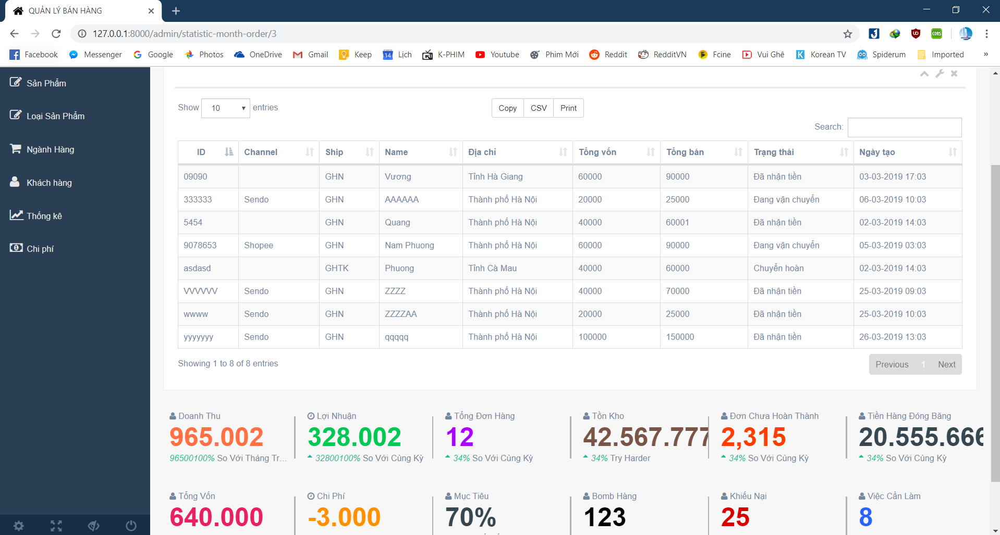 QUẢN LÝ BÁN HÀNG
127.0.0.1:8000/admin/statistic-month-order/3
Facebook Messenger Google Photos OneDrive Gmail Keep Lịch K-PHIM Youtube Phim Mới Reddit RedditVN Fcine Vui Ghê Korean TV Spiderum Imported »
Sản Phẩm
Loại Sản Phẩm
Ngành Hàng
Khách hàng
Thống kê
Chi phí
Show 10 entries
Copy CSV Print
Search:
ID Channel Ship Name Địa chỉ Tổng vốn Tổng bán Trạng thái Ngày tạo
09090 GHN Vương Tỉnh Hà Giang 60000 90000 Đã nhận tiền 03-03-2019 17:03
333333 Sendo GHN AAAAAA Thành phố Hà Nội 20000 25000 Đang vận chuyển 06-03-2019 10:03
5454 GHN Quang Thành phố Hà Nội 40000 60001 Đã nhận tiền 02-03-2019 14:03
9078653 Shopee GHN Nam Phuong Thành phố Hà Nội 60000 90000 Đang vận chuyển 05-03-2019 03:03
asdasd GHTK Phuong Tỉnh Cà Mau 40000 60000 Chuyển hoàn 02-03-2019 14:03
VVVVVV Sendo GHN ZZZZ Thành phố Hà Nội 40000 70000 Đã nhận tiền 25-03-2019 09:03
wwww Sendo GHN ZZZZAA Thành phố Hà Nội 20000 25000 Đã nhận tiền 25-03-2019 10:03
yyyyyyy Sendo GHN qqqqq Thành phố Hà Nội 100000 150000 Đã nhận tiền 26-03-2019 13:03
Showing 1 to 8 of 8 entries
Previous 1 Next
Doanh Thu Lợi Nhuận Tổng Đơn Hàng Tồn Kho Đơn Chưa Hoàn Thành Tiền Hàng Đóng Băng
965.002 328.002 12 42.567.777 2,315 20.555.666
96500100% So Với Tháng Tr... 32800100% So Với Cùng Kỳ 34% So Với Cùng Kỳ 34% Try Harder 34% So Với Cùng Kỳ 34% So Với Cùng Kỳ
Tổng Vốn Chi Phí Mục Tiêu Bomb Hàng Khiếu Nại Việc Cần Làm
640.000 -3.000 70% 123 25 8